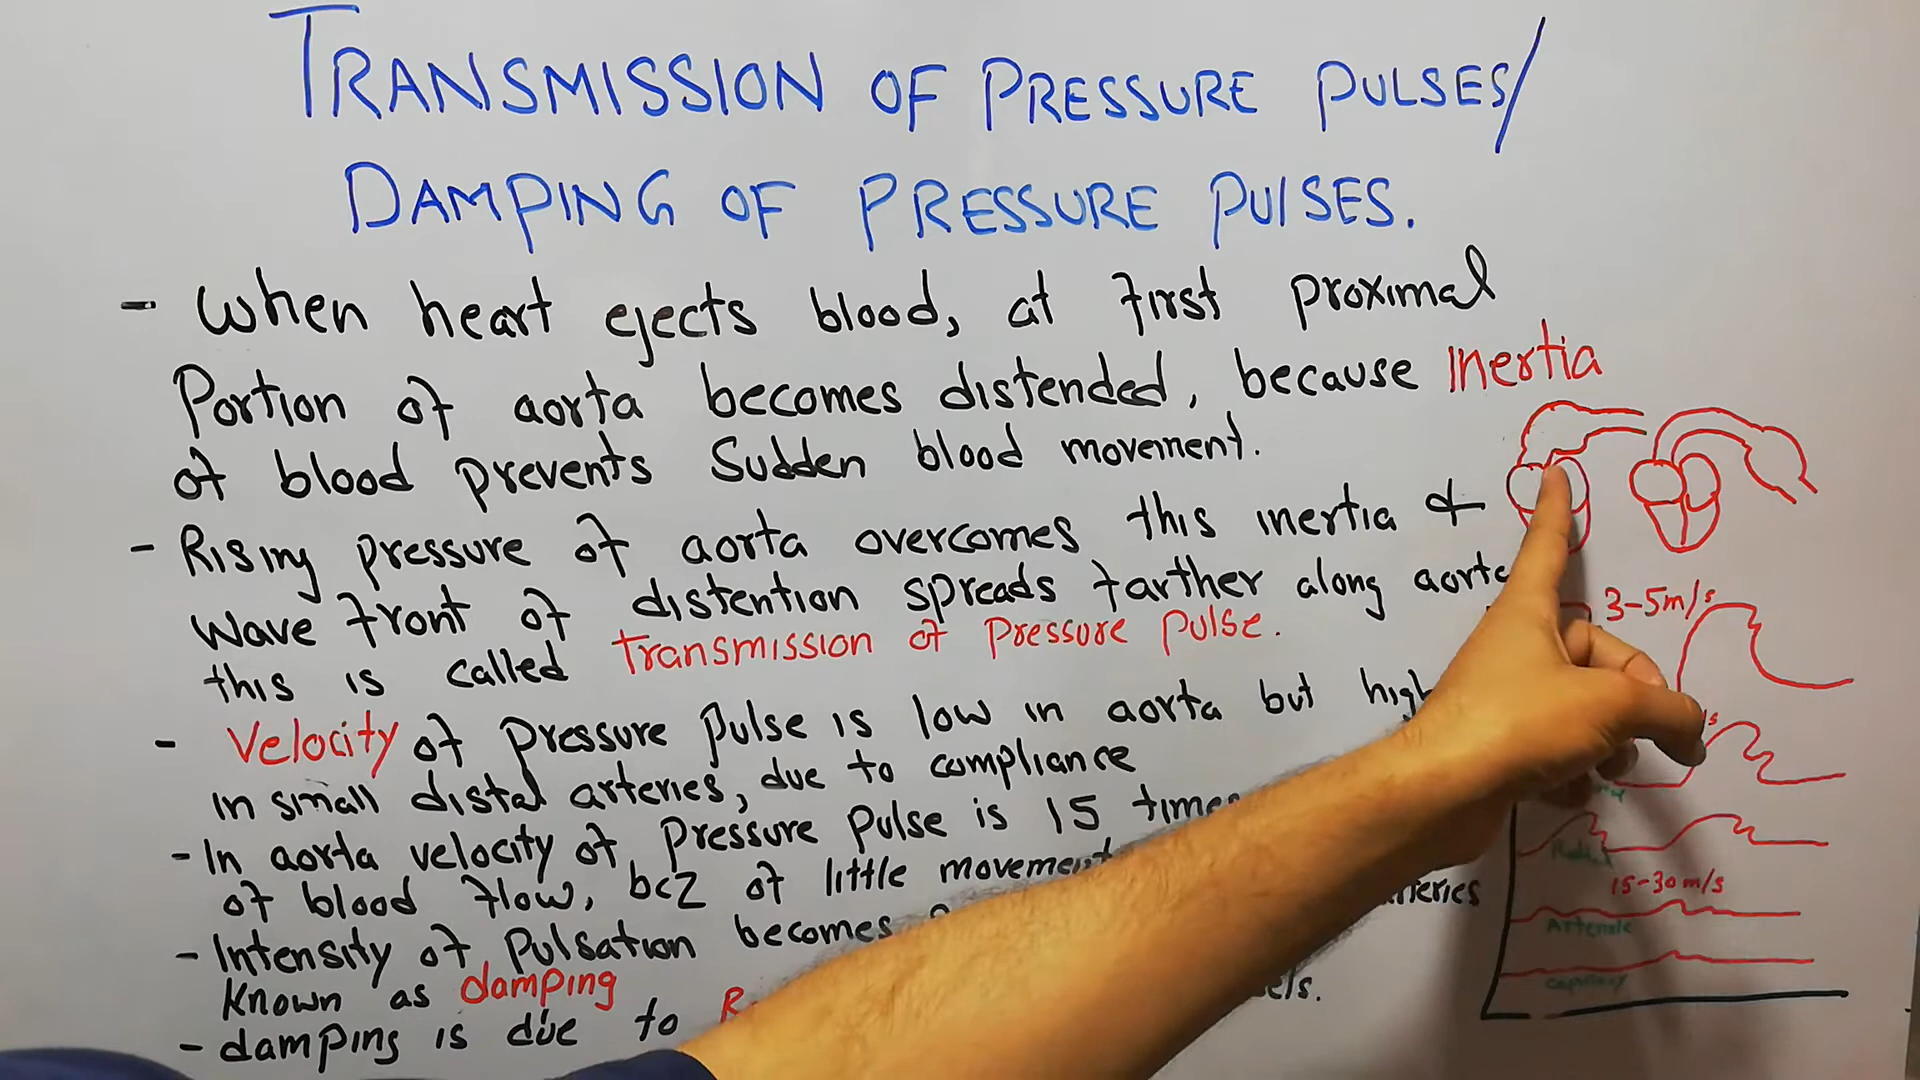 TRANSMISSION OF PRESSURE PULSES/
DAMPING OF PRESSURE PULSES.
- When heart ejects blood, at first proximal
Portion of aorta becomes distended, because Inertia
of blood prevents Sudden blood movement.
- Rising pressure of aorta overcomes this inertia &
wave front of distention spreads farther along aorta
this is called transmission of pressure pulse.
- Velocity of pressure pulse is low in aorta but high
in small distal arteries, due to compliance
- In aorta velocity of pressure pulse is 15 times
of blood flow, bcz of little movement
- Intensity of Pulsation becomes
Known as damping
- damping is due to
3-5m/s
15-30m/s
Arteriole
Capillary